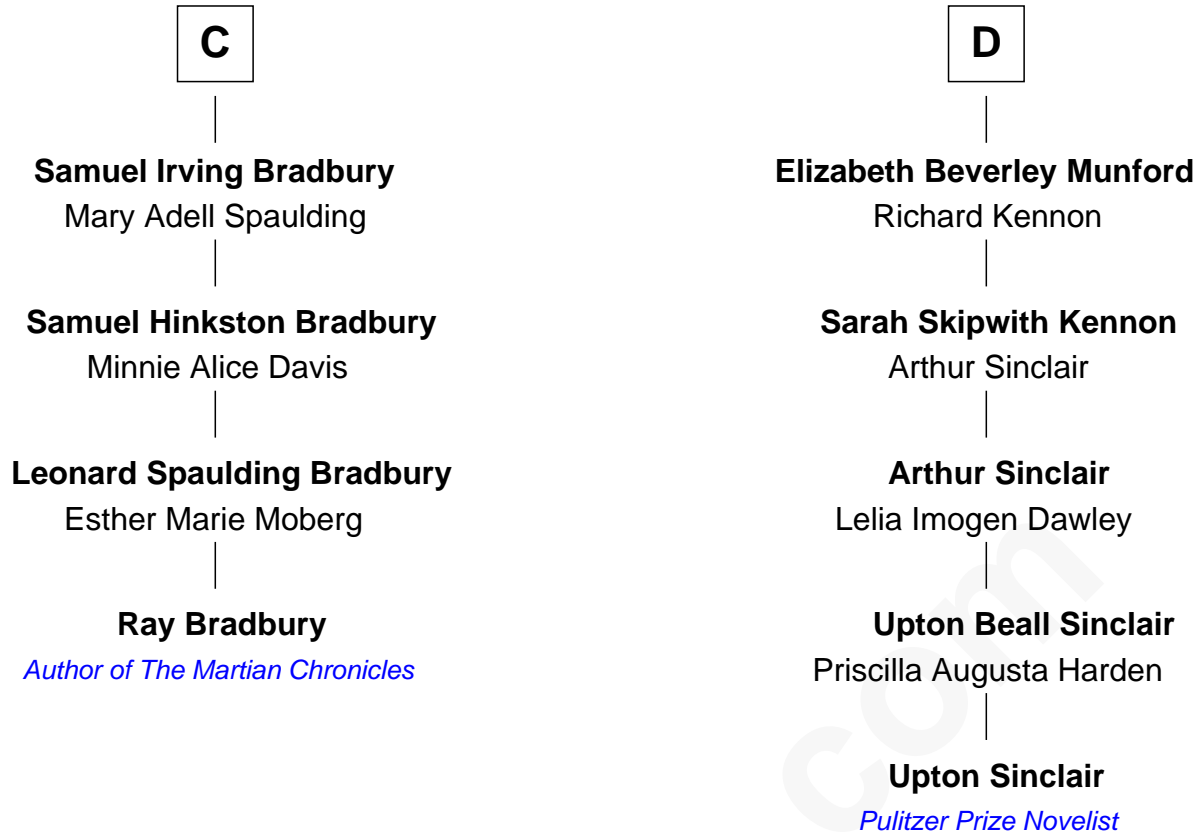 C
Samuel Irving Bradbury
Mary Adell Spaulding
Samuel Hinkston Bradbury
Minnie Alice Davis
Leonard Spaulding Bradbury
Esther Marie Moberg
Ray Bradbury
Author of The Martian Chronicles
D
Elizabeth Beverley Munford
Richard Kennon
Sarah Skipwith Kennon
Arthur Sinclair
Arthur Sinclair
Lelia Imogen Dawley
Upton Beall Sinclair
Priscilla Augusta Harden
Upton Sinclair
Pulitzer Prize Novelist
com